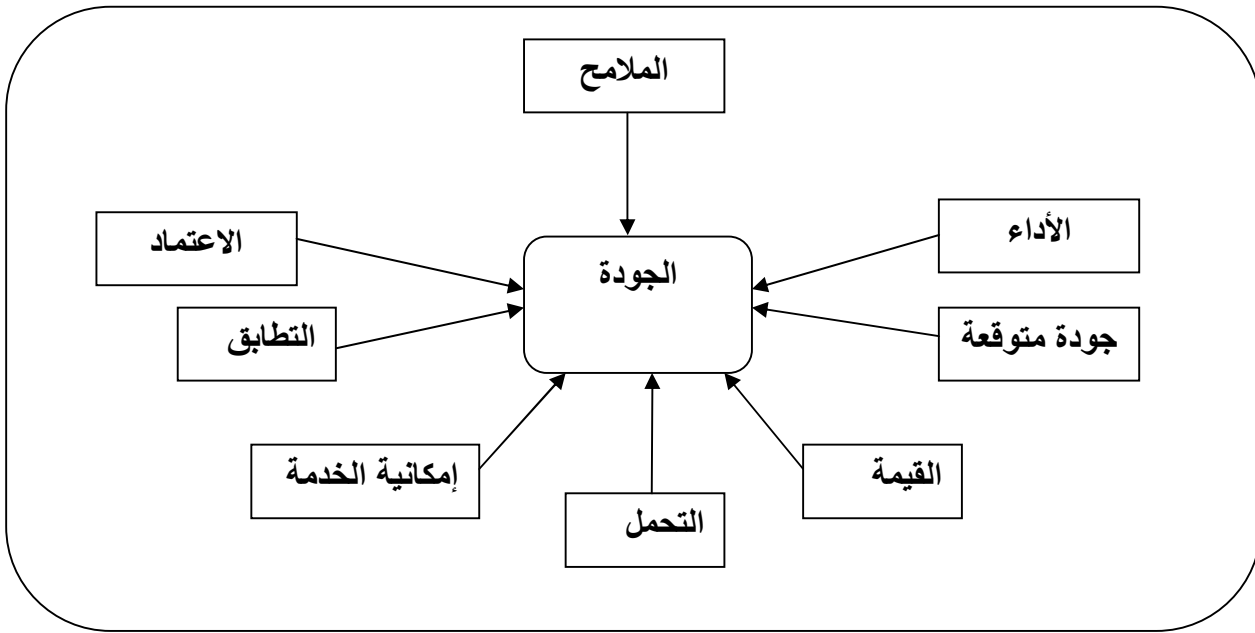 الملامح
الأداء
الاعتماد
الجودة
جودة متوقعة
التطابق
القيمة
إمكانية الخدمة
التحمل